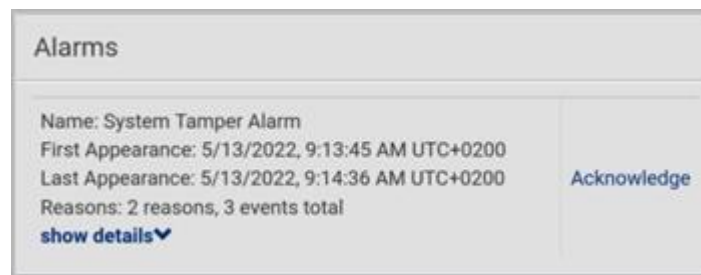 Alarms
Name: System Tamper Alarm
First Appearance: 5/13/2022, 9:13:45 AM UTC+0200
Last Appearance: 5/13/2022, 9:14:36 AM UTC+0200
Acknowledge
Reasons: 2 reasons, 3 events total
show details